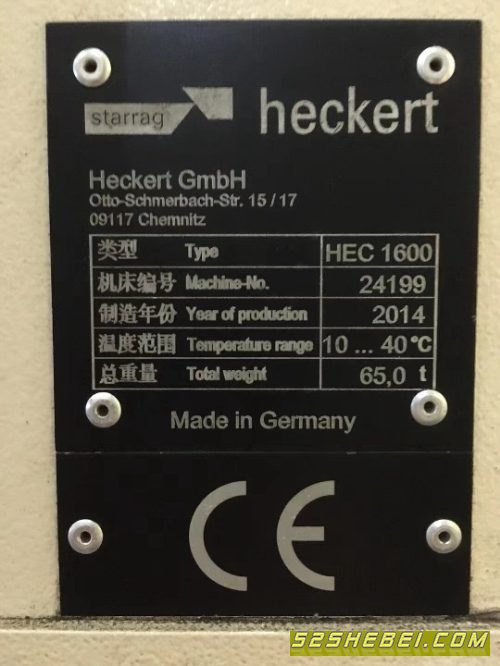 starrag heckert
Heckert GmbH
Otto-Schmerbach-Str. 15 / 17
09117 Chemnitz
类型 Type HEC 1600
机床编号 Machine-No. 24199
制造年份 Year of production 2014
温度范围 Temperature range 10 ... 40°C
总重量 Total weight 65,0 t
Made in Germany
CE
52SHEBEI.COM